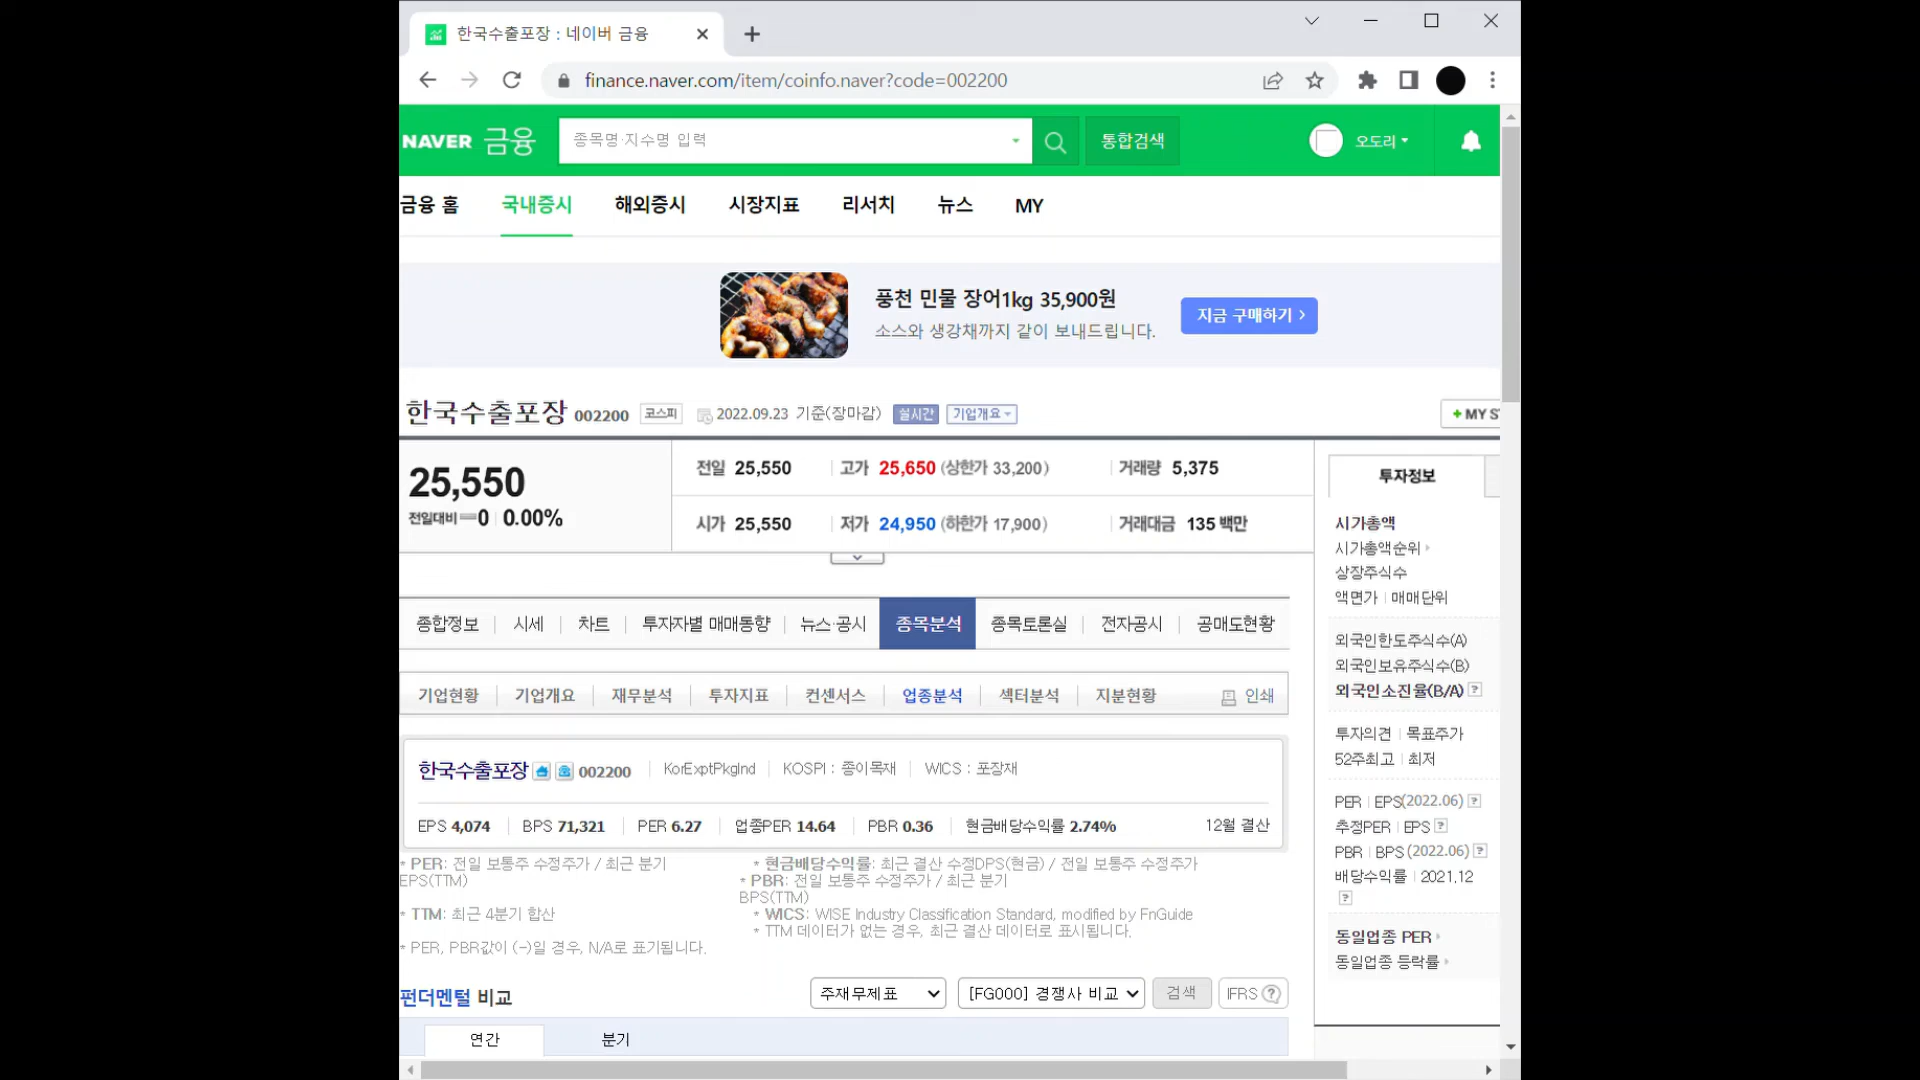 한국수출포장 : 네이버 금융
finance.naver.com/item/coinfo.naver?code=002200
NAVER 금융 종목명·지수명 입력 통합검색 오도리
금융 홈 국내증시 해외증시 시장지표 리서치 뉴스 MY
풍천 민물 장어1kg 35,900원
소스와 생강채까지 같이 보내드립니다.
지금 구매하기 ›
한국수출포장 002200 코스피 2022.09.23 기준(장마감) 실시간 기업개요
+ MY S
25,550
전일대비 0 0.00%
전일 25,550 고가 25,650 (상한가 33,200) 거래량 5,375
시가 25,550 저가 24,950 (하한가 17,900) 거래대금 135 백만
종합정보 시세 차트 투자자별 매매동향 뉴스·공시 종목분석 종목토론실 전자공시 공매도현황
기업현황 기업개요 재무분석 투자지표 컨센서스 업종분석 섹터분석 지분현황 인쇄
한국수출포장 002200 KorExptPkgInd KOSPI : 종이목재 WICS : 포장재
EPS 4,074 BPS 71,321 PER 6.27 업종PER 14.64 PBR 0.36 현금배당수익률 2.74% 12월 결산
* PER: 전일 보통주 수정주가 / 최근 분기
EPS(TTM)
* TTM: 최근 4분기 합산
* PER, PBR값이 (-)일 경우, N/A로 표기됩니다.
* 현금배당수익률: 최근 결산 수정DPS(현금) / 전일 보통주 수정주가
* PBR: 전일 보통주 수정주가 / 최근 분기
BPS(TTM)
* WICS: WISE Industry Classification Standard, modified by FnGuide
* TTM 데이터가 없는 경우, 최근 결산 데이터로 표시됩니다.
펀더멘털 비교
주재무제표 [FG000] 경쟁사 비교 검색 IFRS ?
연간 분기
투자정보
시가총액
시가총액순위
상장주식수
액면가 매매단위
외국인한도주식수(A)
외국인보유주식수(B)
외국인소진율(B/A) ?
투자의견 목표주가
52주최고 최저
PER EPS(2022.06) ?
추정PER EPS ?
PBR BPS (2022.06) ?
배당수익률 2021.12
?
동일업종 PER
동일업종 등락률